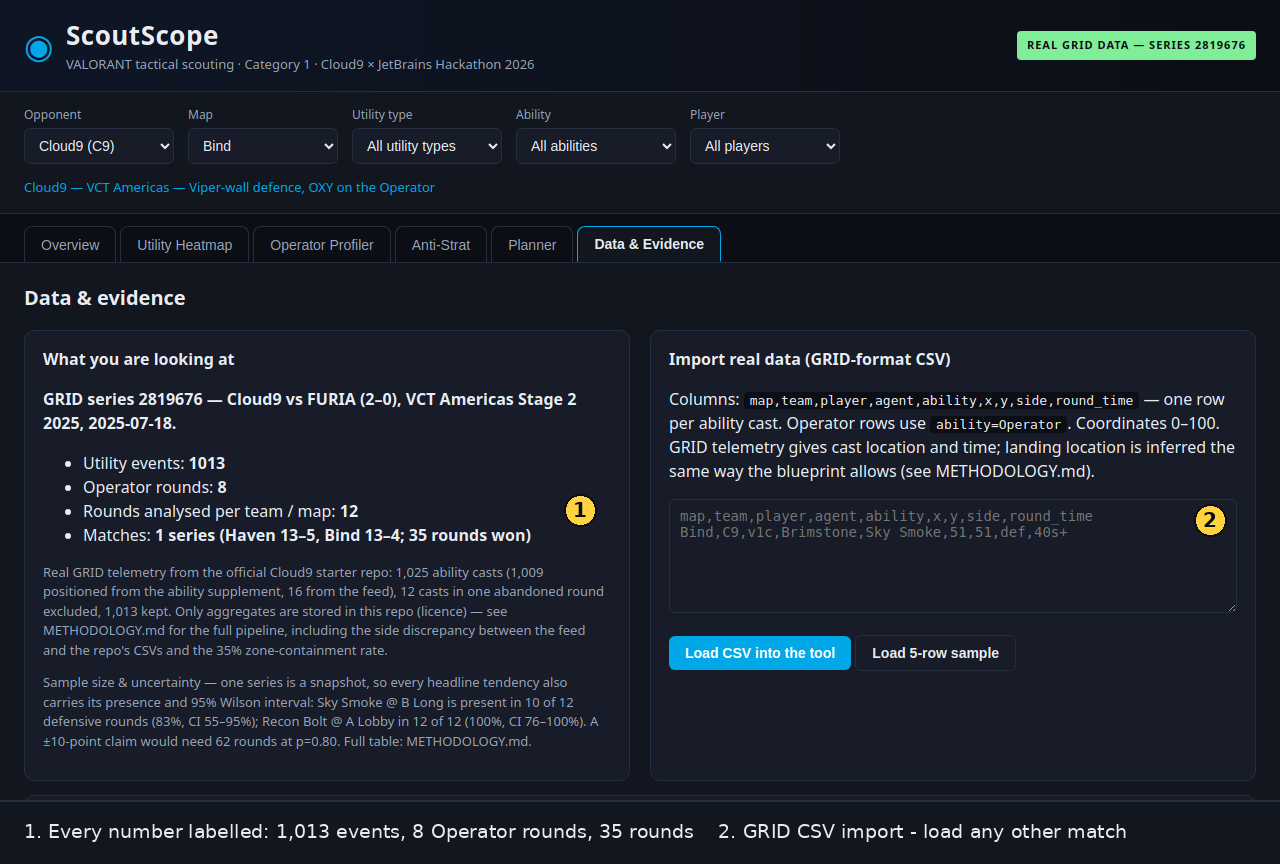 ScoutScope
VALORANT tactical scouting · Category 1 · Cloud9 × JetBrains Hackathon 2026
REAL GRID DATA — SERIES 2819676
Opponent
Map
Utility type
Ability
Player
Cloud9 (C9)
Bind
All utility types
All abilities
All players
Cloud9 — VCT Americas — Viper-wall defence, OXY on the Operator
Overview
Utility Heatmap
Operator Profiler
Anti-Strat
Planner
Data & Evidence
Data & evidence
What you are looking at
GRID series 2819676 — Cloud9 vs FURIA (2–0), VCT Americas Stage 2
2025, 2025-07-18.
Utility events: 1013
Operator rounds: 8
Rounds analysed per team / map: 12
Matches: 1 series (Haven 13–5, Bind 13–4; 35 rounds won)
1
Real GRID telemetry from the official Cloud9 starter repo: 1,025 ability casts (1,009
positioned from the ability supplement, 16 from the feed), 12 casts in one abandoned round
excluded, 1,013 kept. Only aggregates are stored in this repo (licence) — see
METHODOLOGY.md for the full pipeline, including the side discrepancy between the feed
and the repo's CSVs and the 35% zone-containment rate.
Sample size & uncertainty — one series is a snapshot, so every headline tendency also
carries its presence and 95% Wilson interval: Sky Smoke @ B Long is present in 10 of 12
defensive rounds (83%, CI 55–95%); Recon Bolt @ A Lobby in 12 of 12 (100%, CI 76–100%). A
±10-point claim would need 62 rounds at p=0.80. Full table: METHODOLOGY.md.
Import real data (GRID-format CSV)
Columns: map,team,player,agent,ability,x,y,side,round_time — one row
per ability cast. Operator rows use ability=Operator. Coordinates 0–100.
GRID telemetry gives cast location and time; landing location is inferred the
same way the blueprint allows (see METHODOLOGY.md).
map,team,player,agent,ability,x,y,side,round_time
Bind,C9,v1c,Brimstone,Sky Smoke,51,51,def,40s+
2
Load CSV into the tool
Load 5-row sample
1. Every number labelled: 1,013 events, 8 Operator rounds, 35 rounds
2. GRID CSV import - load any other match